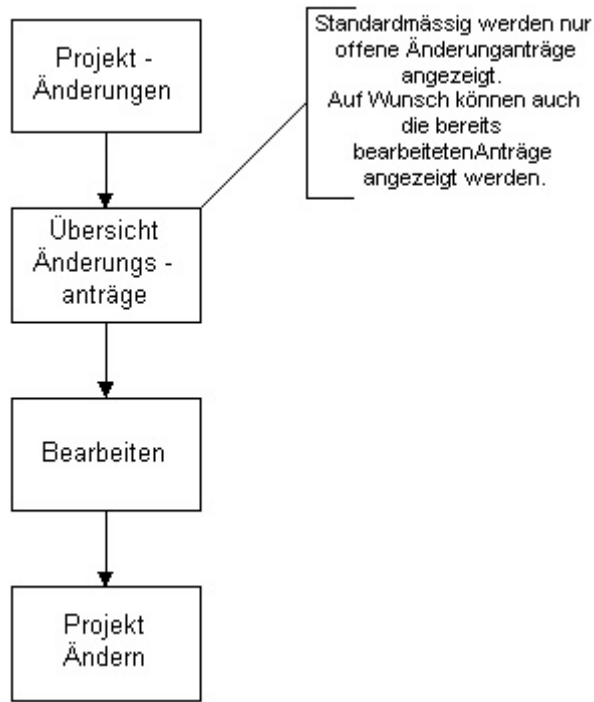 Projekt -
Änderungen
Standardmässig werden nur
offene Änderunganträge
angezeigt.
Auf Wunsch können auch
die bereits
bearbeitetenAnträge
angezeigt werden.
Übersicht
Änderungs -
anträge
Bearbeiten
Projekt
Ändern